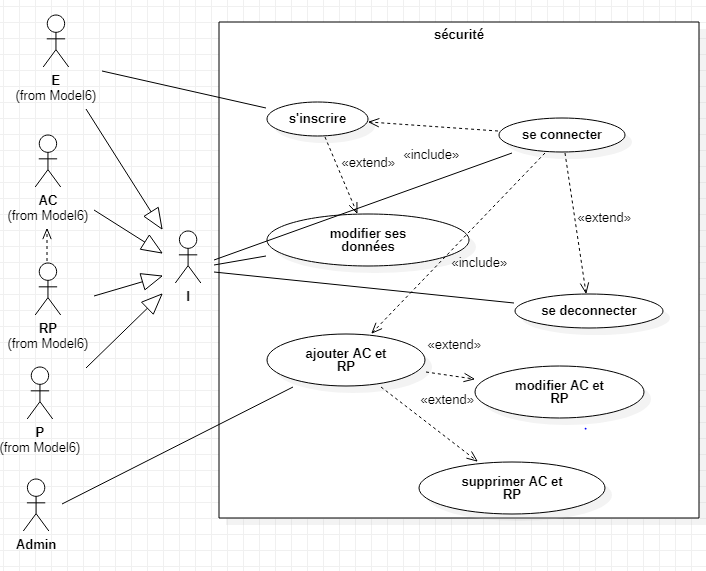 sécurité
E
(from Model6)
s'inscrire
se connecter
AC
(from Model6)
«extend»
«include»
modifier ses
données
«extend»
«include»
I
RP
(from Model6)
se deconnecter
ajouter AC et
RP
«extend»
P
(from Model6)
modifier AC et
RP
«extend»
supprimer AC et
RP
Admin